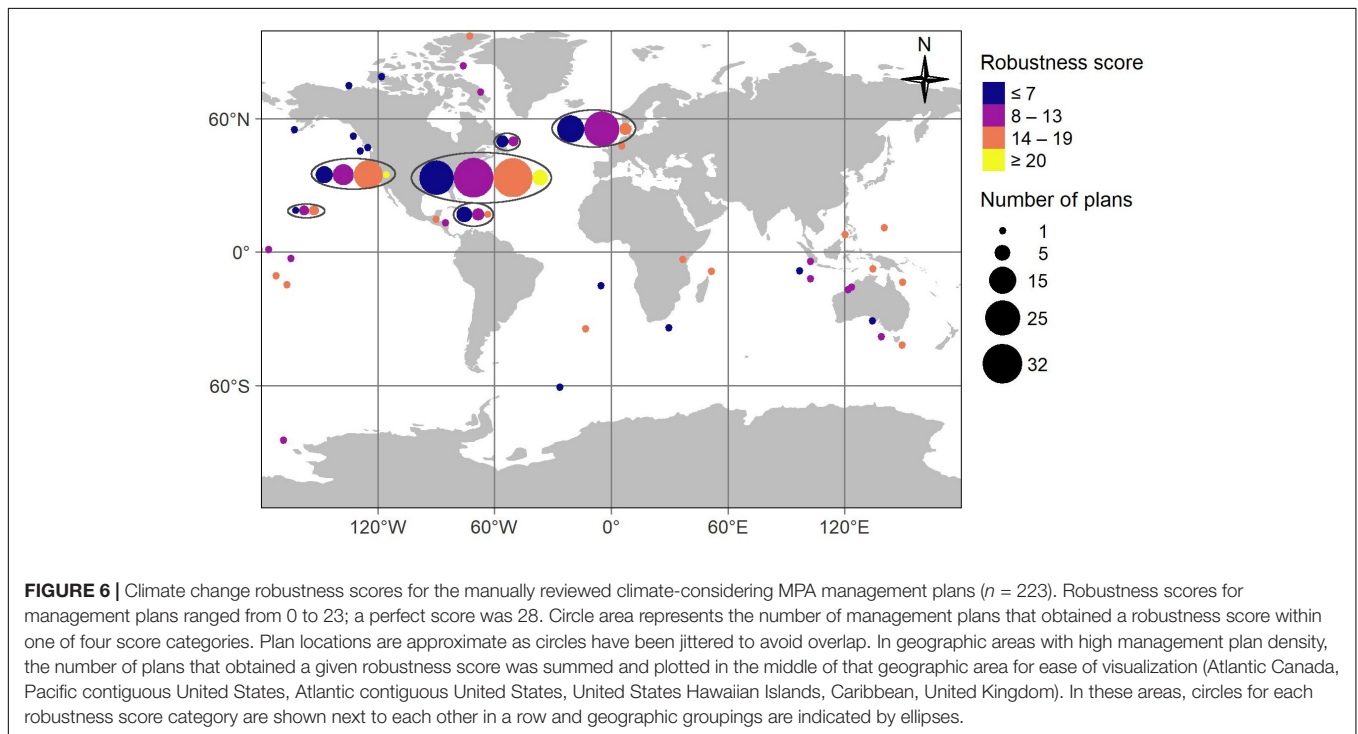 N
60°N
0°
60°S
120°W
60°W
0°
60°E
120°E
Robustness score
≤ 7
8 – 13
14 – 19
≥ 20
Number of plans
1
5
15
25
32
FIGURE 6 | Climate change robustness scores for the manually reviewed climate-considering MPA management plans (n = 223). Robustness scores for
management plans ranged from 0 to 23; a perfect score was 28. Circle area represents the number of management plans that obtained a robustness score within
one of four score categories. Plan locations are approximate as circles have been jittered to avoid overlap. In geographic areas with high management plan density,
the number of plans that obtained a given robustness score was summed and plotted in the middle of that geographic area for ease of visualization (Atlantic Canada,
Pacific contiguous United States, Atlantic contiguous United States, United States Hawaiian Islands, Caribbean, United Kingdom). In these areas, circles for each
robustness score category are shown next to each other in a row and geographic groupings are indicated by ellipses.